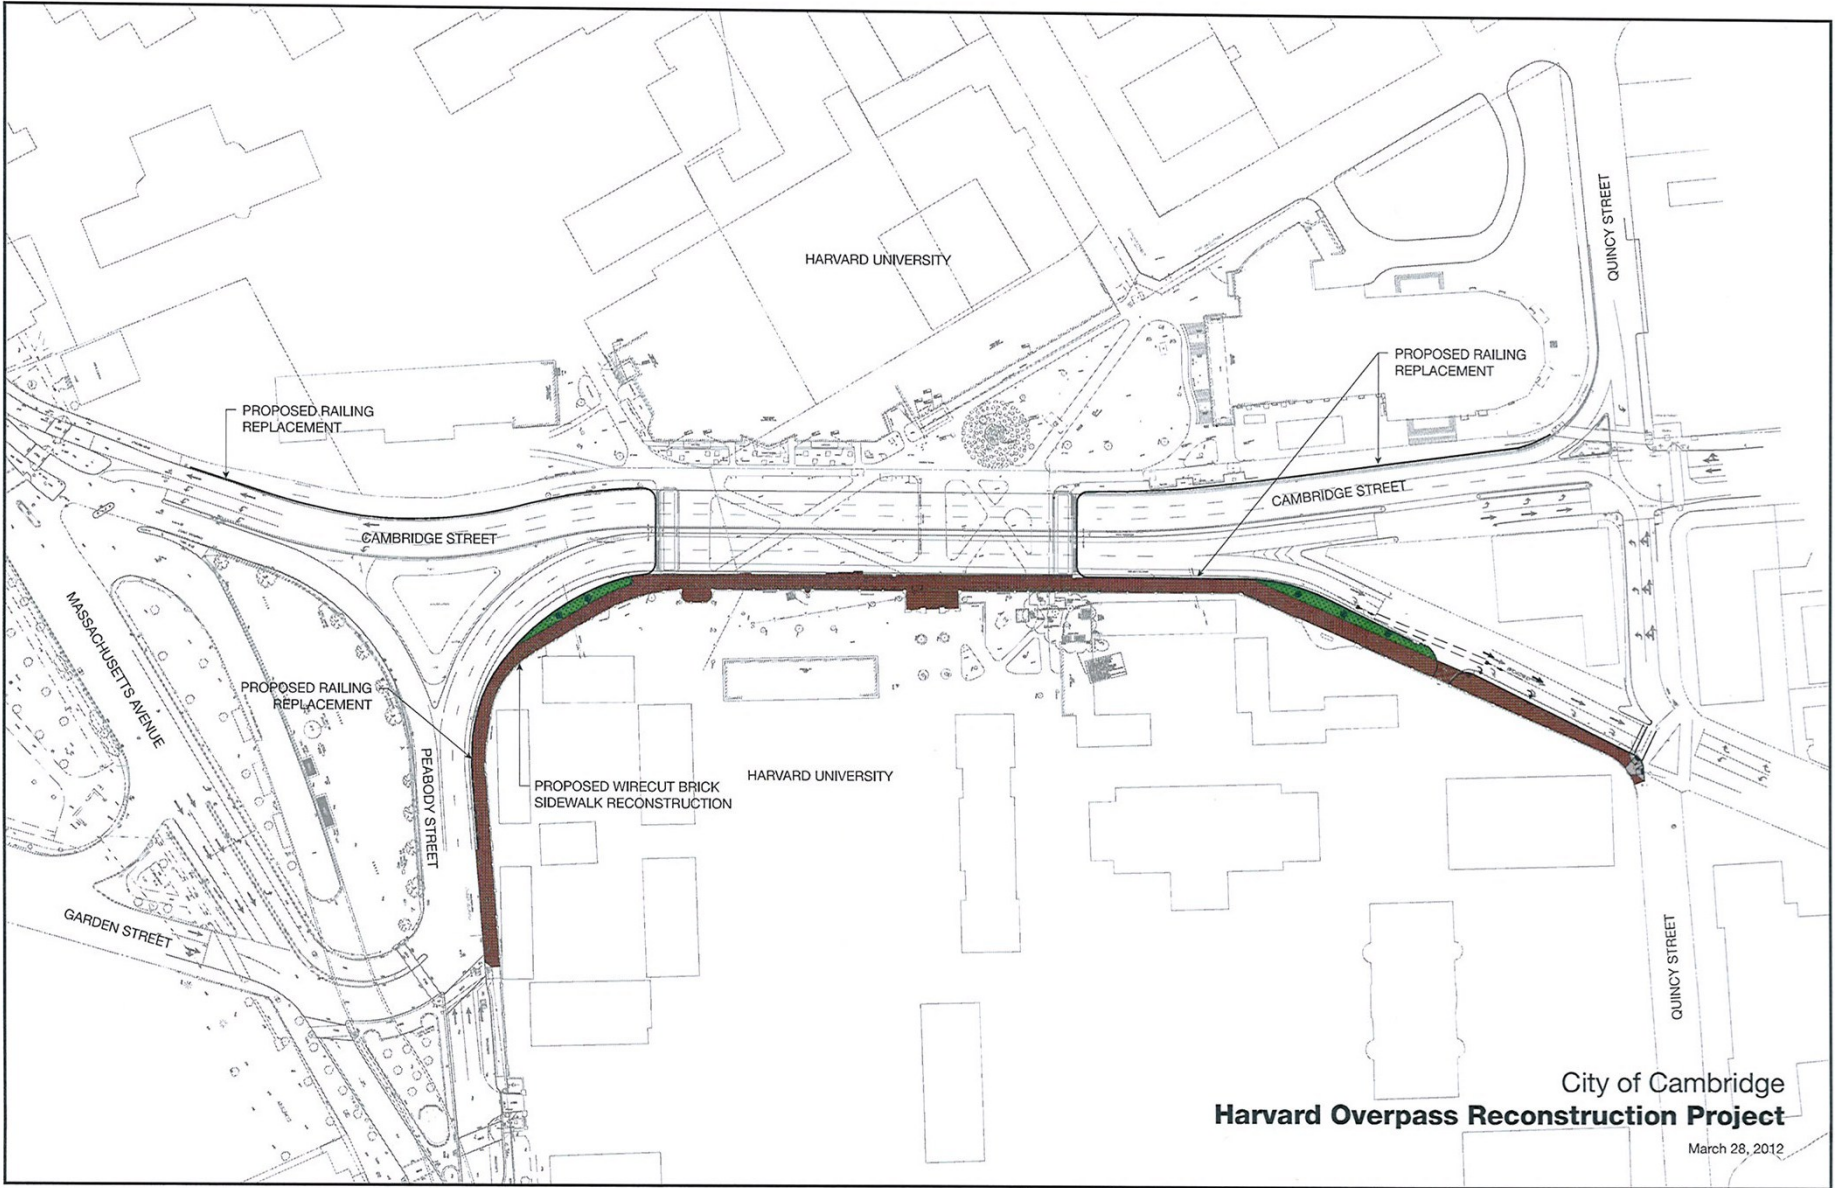 HARVARD UNIVERSITY
QUINCY STREET
PROPOSED RAILING
REPLACEMENT
PROPOSED RAILING
REPLACEMENT
CAMBRIDGE STREET
CAMBRIDGE STREET
MASSACHUSETTS AVENUE
PROPOSED RAILING
REPLACEMENT
PEABODY STREET
PROPOSED WIRECUT BRICK
SIDEWALK RECONSTRUCTION
HARVARD UNIVERSITY
GARDEN STREET
QUINCY STREET
City of Cambridge
Harvard Overpass Reconstruction Project
March 28, 2012